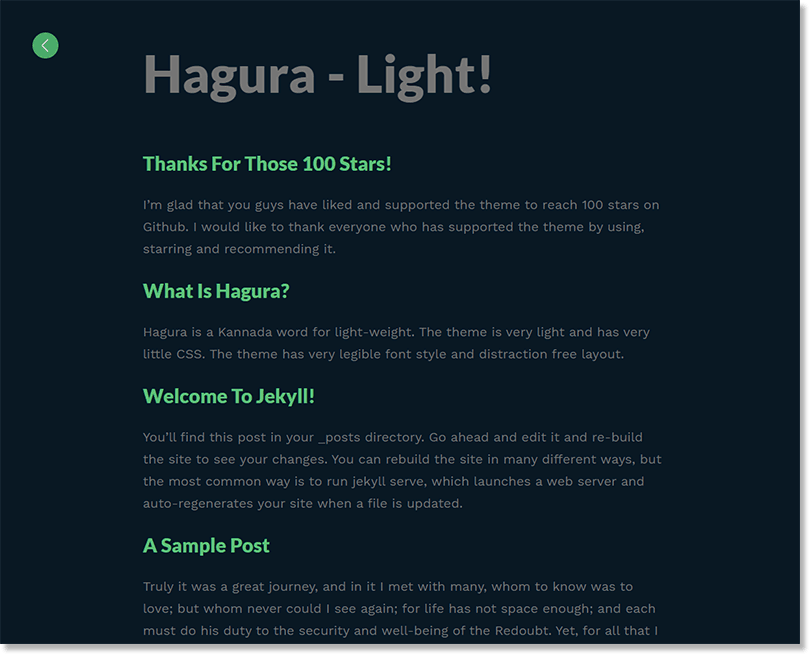 Hagura - Light!
Thanks For Those 100 Stars!
I’m glad that you guys have liked and supported the theme to reach 100 stars on
Github. I would like to thank everyone who has supported the theme by using,
starring and recommending it.
What Is Hagura?
Hagura is a Kannada word for light-weight. The theme is very light and has very
little CSS. The theme has very legible font style and distraction free layout.
Welcome To Jekyll!
You’ll find this post in your _posts directory. Go ahead and edit it and re-build
the site to see your changes. You can rebuild the site in many different ways, but
the most common way is to run jekyll serve, which launches a web server and
auto-regenerates your site when a file is updated.
A Sample Post
Truly it was a great journey, and in it I met with many, whom to know was to
love; but whom never could I see again; for life has not space enough; and each
must do his duty to the security and well-being of the Redoubt. Yet, for all that I